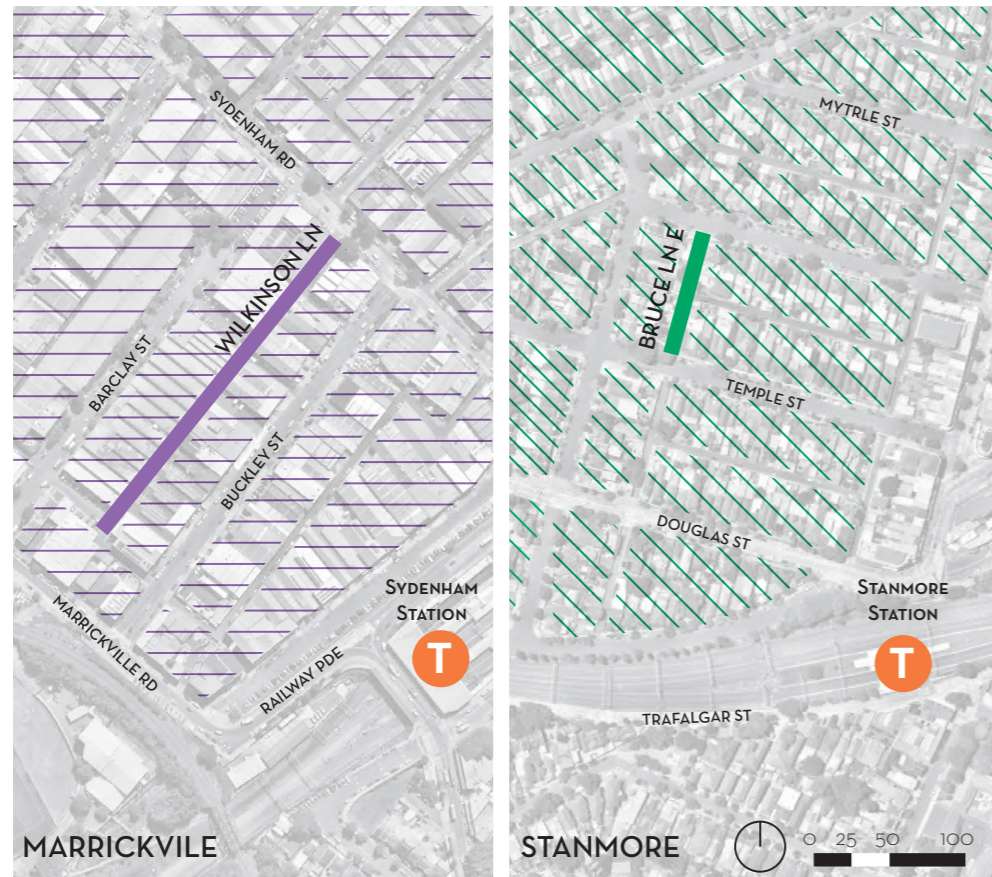 SYDENHAM RD
WILKINSON LN
BARCLAY ST
BUCKLEY ST
MARRICKVILLE RD
RAILWAY PDE
SYDENHAM
STATION
T
MARRICKVILE
MYTRLE ST
BRUCE LN E
TEMPLE ST
DOUGLAS ST
STANMORE
STATION
T
TRAFALGAR ST
STANMORE
0 25 50 100